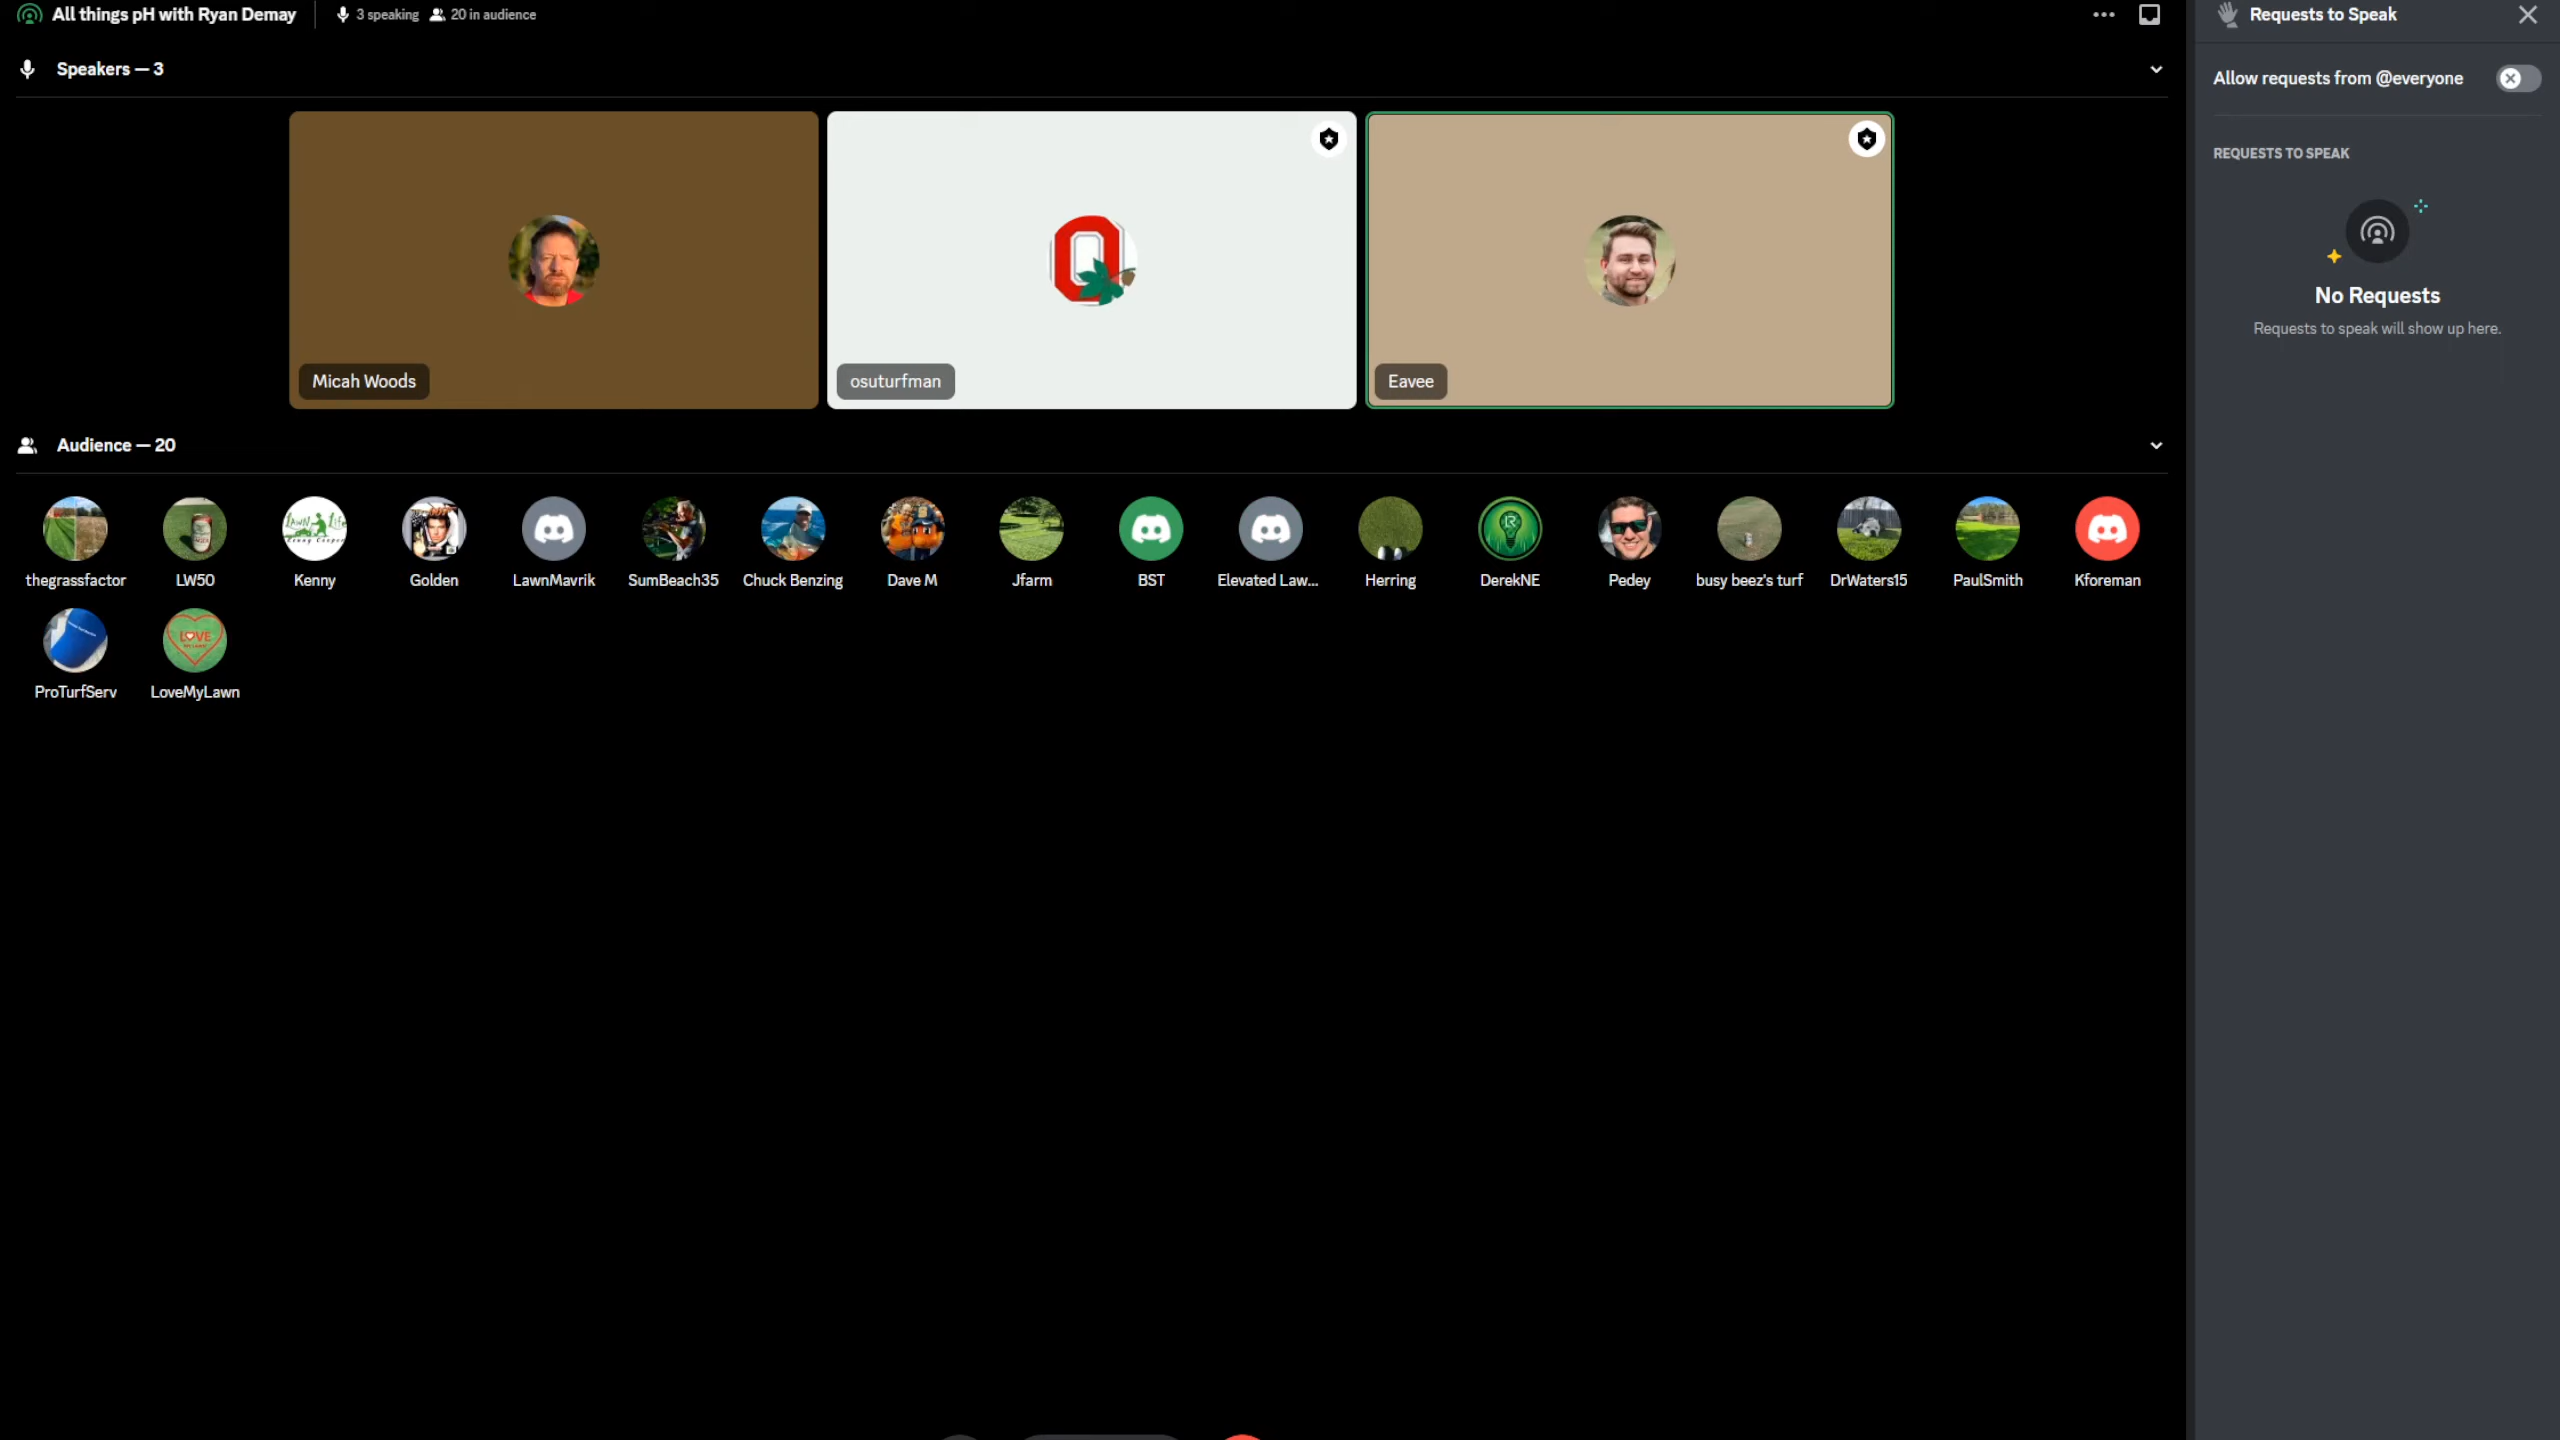 All things pH with Ryan Demay
3 speaking
20 in audience
Requests to Speak
Speakers — 3
Allow requests from @everyone
REQUESTS TO SPEAK
No Requests
Requests to speak will show up here.
Micah Woods
osuturfman
Eavee
Audience — 20
thegrassfactor
LW50
Kenny
Golden
LawnMavrik
SumBeach35
Chuck Benzing
Dave M
Jfarm
BST
Elevated Law...
Herring
DerekNE
Pedey
busy beez's turf
DrWaters15
PaulSmith
Kforeman
ProTurfServ
LoveMyLawn